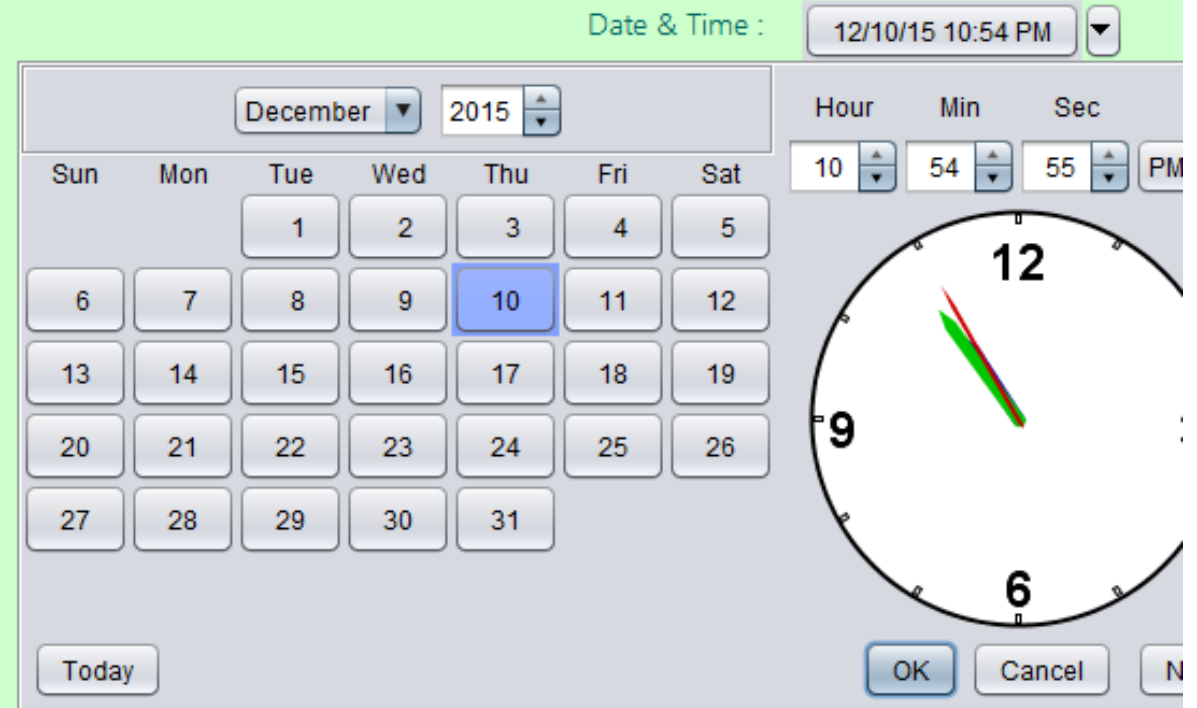 Date & Time :
12/10/15 10:54 PM
December 2015
Sun Mon Tue Wed Thu Fri Sat
1 2 3 4 5
6 7 8 9 10 11 12
13 14 15 16 17 18 19
20 21 22 23 24 25 26
27 28 29 30 31
Today
Hour Min Sec
10 54 55 PM
12
9
6
OK Cancel